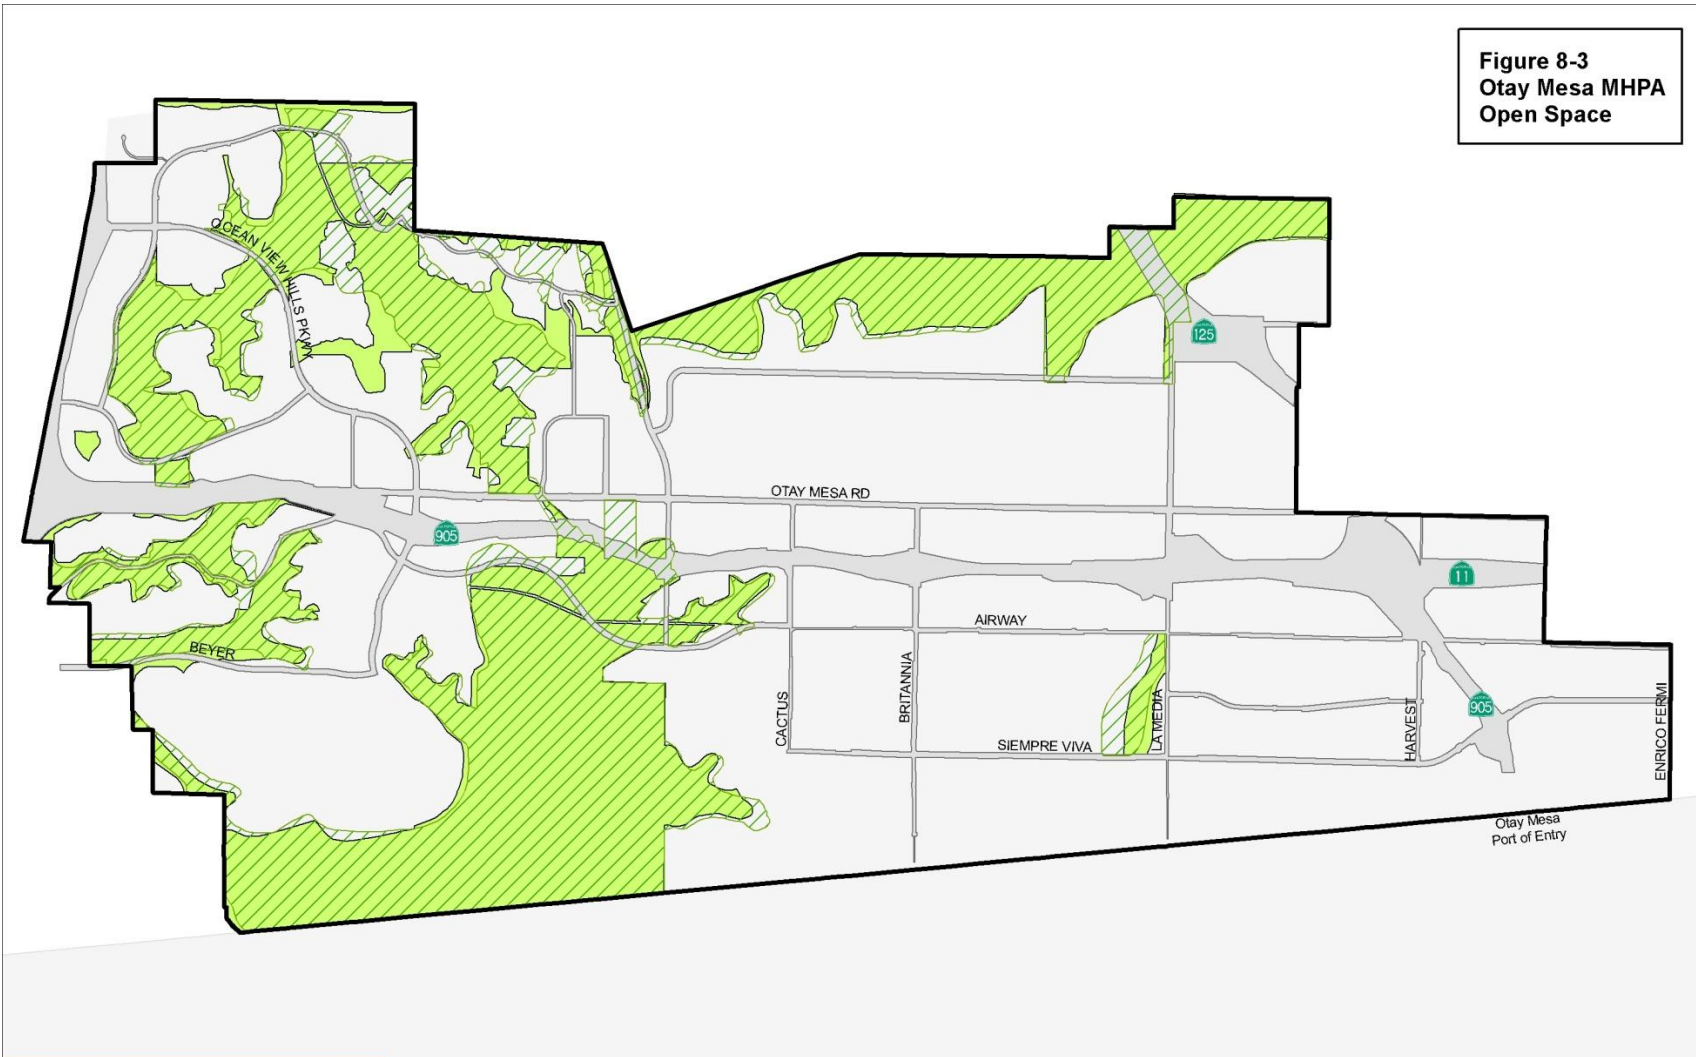 Figure 8-3
Otay Mesa MHPA
Open Space
OCEAN VIEW HILLS PKWY
125
OTAY MESA RD
905
11
AIRWAY
BEYER
CACTUS
BRITANNIA
LA MEDIA
HARVEST
905
ENRICO FERMI
SIEMPRE VIVA
Otay Mesa
Port of Entry